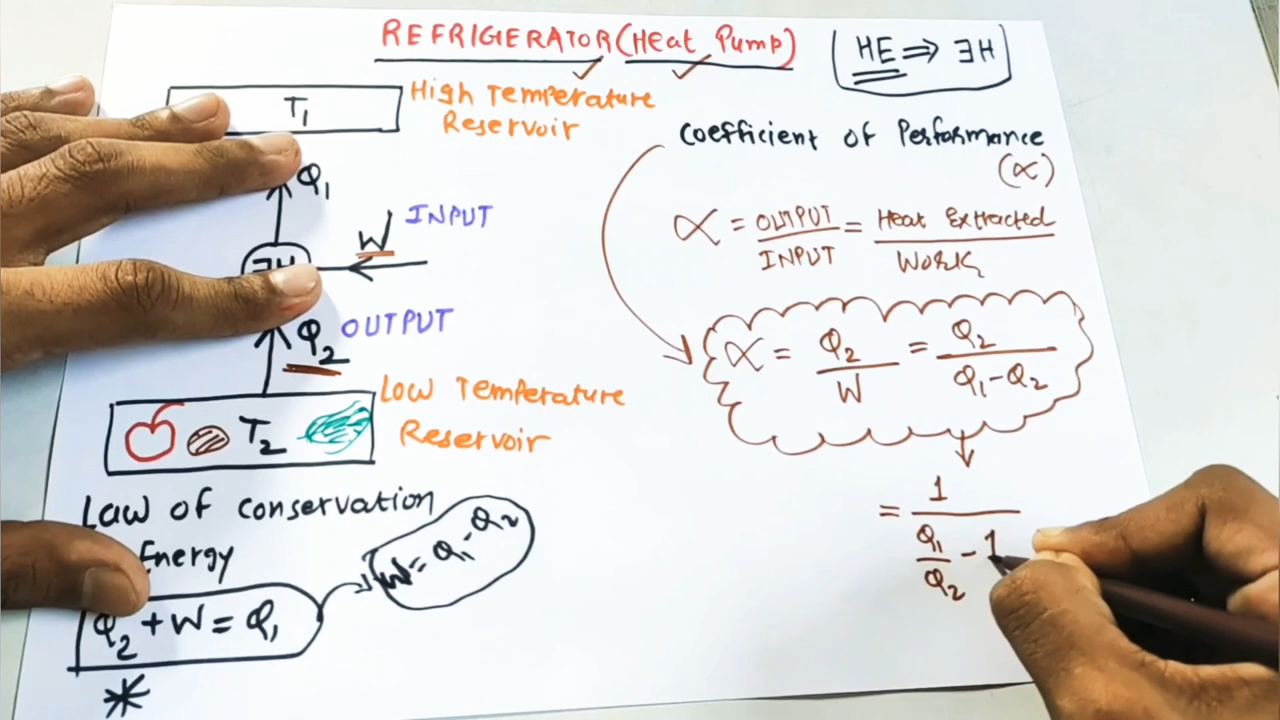 REFRIGERATOR (Heat Pump)
HE ⇒ ƎH
T₁
High Temperature
Reservoir
Q₁
W
INPUT
ƎH
Q₂
OUTPUT
T₂
Low Temperature
Reservoir
Law of conservation
Energy
Q₂ + W = Q₁
W = Q₁ - Q₂
*
Coefficient of Performance
(α)
α = OUTPUT / INPUT = Heat Extracted / Work
α = Q₂ / W = Q₂ / Q₁ - Q₂
= 1 / Q₁ / Q₂ - 1